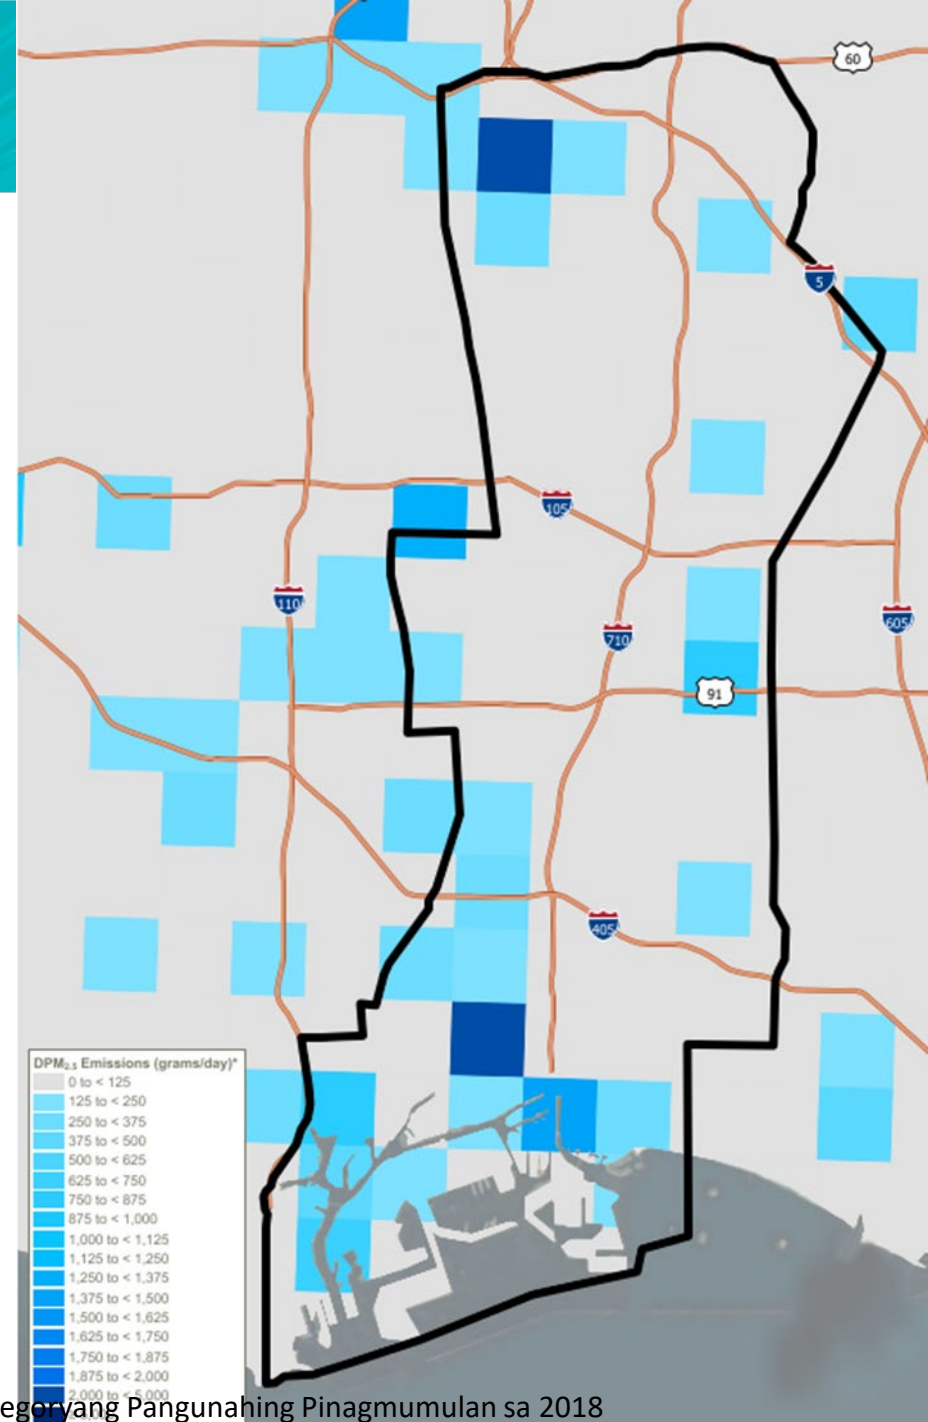 60
5
105
110
710
605
91
405
DPM2.5 Emissions (grams/day)*
0 to < 125
125 to < 250
250 to < 375
375 to < 500
500 to < 625
625 to < 750
750 to < 875
875 to < 1,000
1,000 to < 1,125
1,125 to < 1,250
1,250 to < 1,375
1,375 to < 1,500
1,500 to < 1,625
1,625 to < 1,750
1,750 to < 1,875
1,875 to < 2,000
2,000 to < 5,000
egoryang Pangunahing Pinagmumulan sa 2018